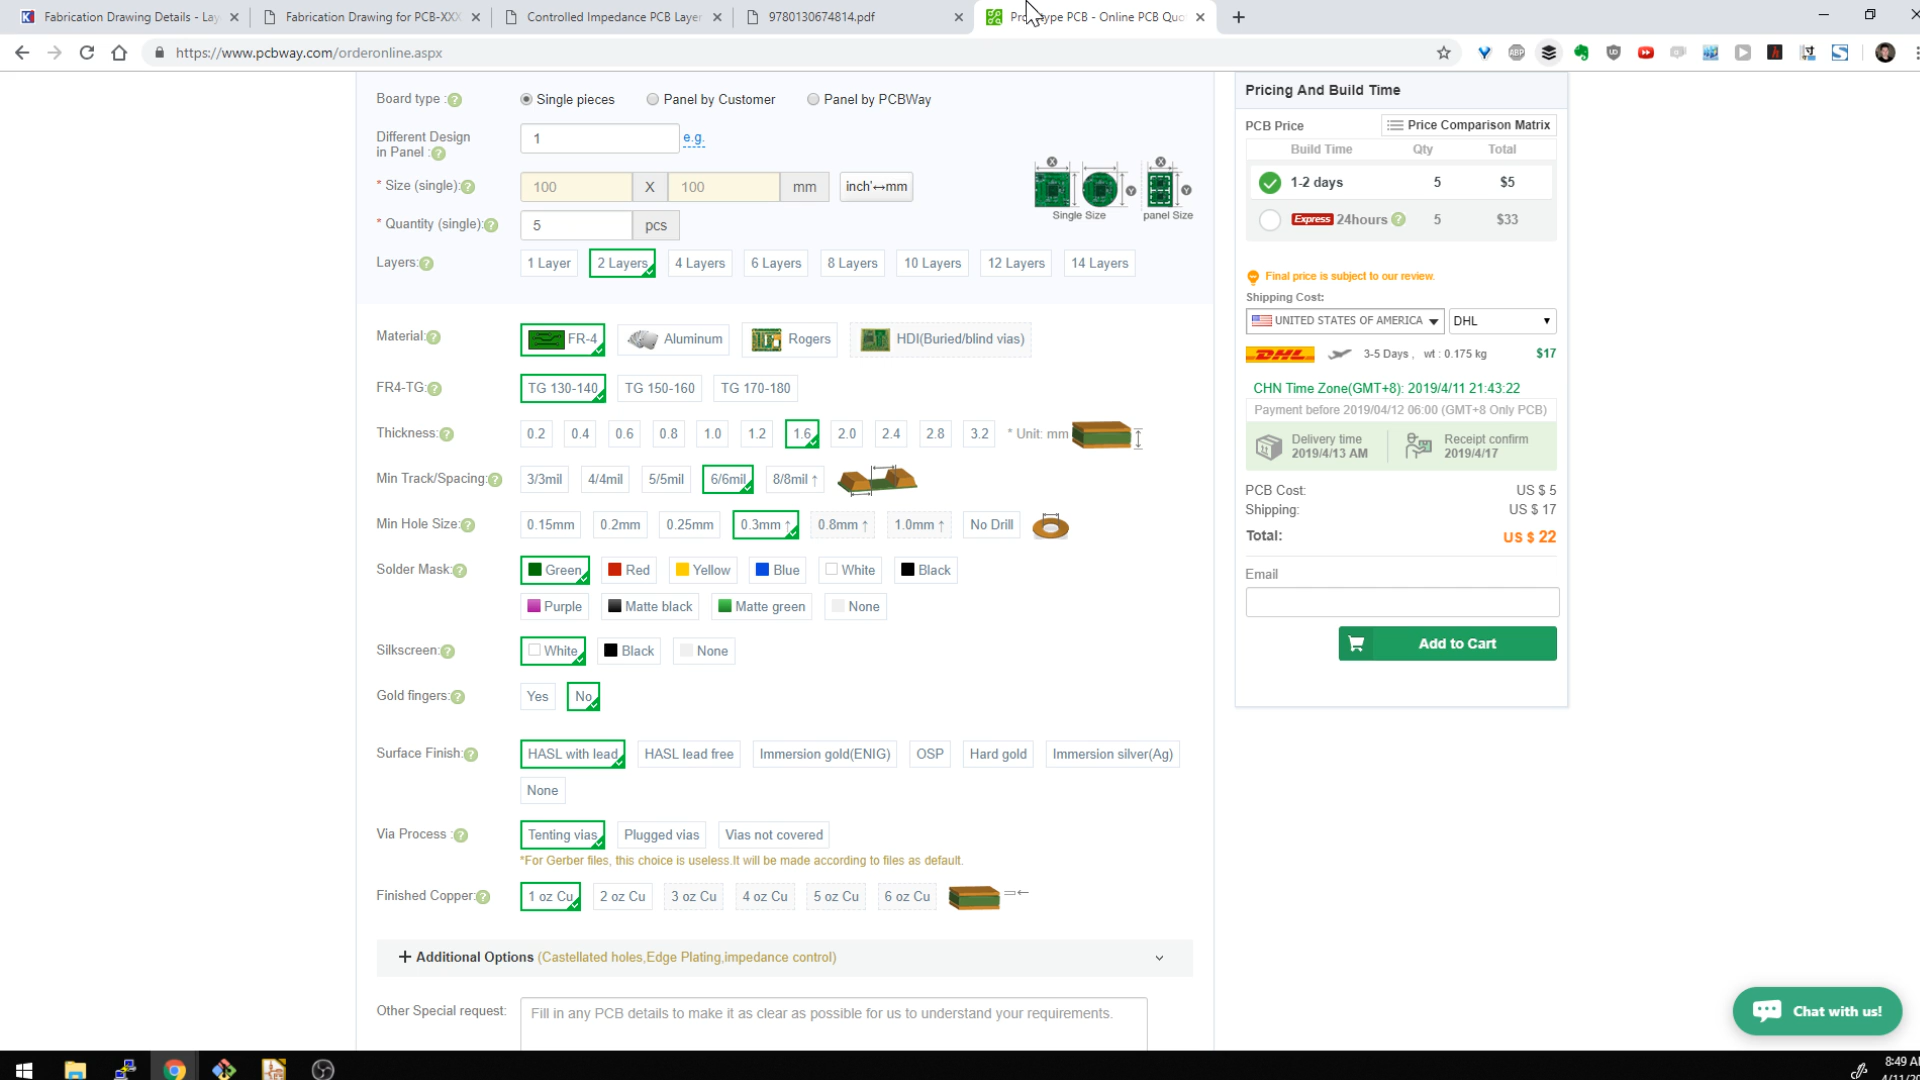 Fabrication Drawing Details - Lay
Fabrication Drawing for PCB-XXX
Controlled Impedance PCB Layer
9780130674814.pdf
Prototype PCB - Online PCB Quo
https://www.pcbway.com/orderonline.aspx
Board type :? Single pieces Panel by Customer Panel by PCBWay
Different Design
in Panel :? 1 e.g.
* Size (single):? 100 X 100 mm inch'↔mm
Single Size panel Size
* Quantity (single):? 5 pcs
Layers:? 1 Layer 2 Layers 4 Layers 6 Layers 8 Layers 10 Layers 12 Layers 14 Layers
Material:? FR-4 Aluminum Rogers HDI(Buried/blind vias)
FR4-TG:? TG 130-140 TG 150-160 TG 170-180
Thickness:? 0.2 0.4 0.6 0.8 1.0 1.2 1.6 2.0 2.4 2.8 3.2 * Unit: mm
Min Track/Spacing:? 3/3mil 4/4mil 5/5mil 6/6mil 8/8mil ↑
Min Hole Size:? 0.15mm 0.2mm 0.25mm 0.3mm ↑ 0.8mm ↑ 1.0mm ↑ No Drill
Solder Mask:? Green Red Yellow Blue White Black
Purple Matte black Matte green None
Silkscreen:? White Black None
Gold fingers:? Yes No
Surface Finish:? HASL with lead HASL lead free Immersion gold(ENIG) OSP Hard gold Immersion silver(Ag)
None
Via Process :? Tenting vias Plugged vias Vias not covered
*For Gerber files, this choice is useless.It will be made according to files as default.
Finished Copper:? 1 oz Cu 2 oz Cu 3 oz Cu 4 oz Cu 5 oz Cu 6 oz Cu
+ Additional Options (Castellated holes,Edge Plating,impedance control)
Other Special request: Fill in any PCB details to make it as clear as possible for us to understand your requirements.
Pricing And Build Time
PCB Price Price Comparison Matrix
Build Time Qty Total
1-2 days 5 $5
Express 24hours ? 5 $33
Final price is subject to our review.
Shipping Cost:
UNITED STATES OF AMERICA DHL
DHL 3-5 Days , wt : 0.175 kg $17
CHN Time Zone(GMT+8): 2019/4/11 21:43:22
Payment before 2019/04/12 06:00 (GMT+8 Only PCB)
Delivery time
2019/4/13 AM
Receipt confirm
2019/4/17
PCB Cost: US $ 5
Shipping: US $ 17
Total: US $ 22
Email
Add to Cart
Chat with us!
8:49 AM